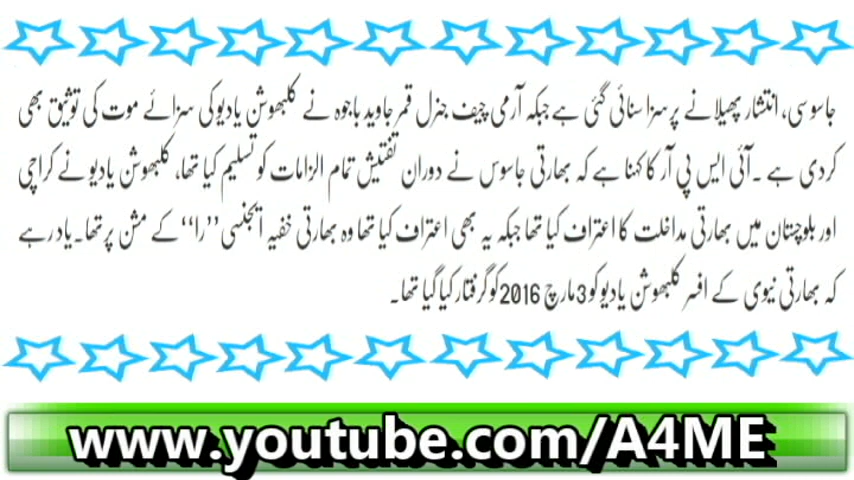 جاسوسی، انتشار پھیلانے پر سزا سنائی گئی ہے جبکہ آرمی چیف جنرل قمر جاوید باجوہ نے کلبھوشن یادیو کی سزائے موت کی توثیق بھی
کردی ہے ۔آئی ایس پی آر کا کہنا ہے کہ بھارتی جاسوس نے دوران تفتیش تمام الزامات کو تسلیم کیا تھا، کلبھوشن یادیو نے کراچی
اور بلوچستان میں بھارتی مداخلت کا اعتراف کیا تھا جبکہ یہ بھی اعتراف کیا تھا وہ بھارتی خفیہ ایجنسی ’’را‘‘ کے مشن پر تھا۔یاد رہے
کہ بھارتی نیوی کے افسر کلبھوشن یادیو کو 3مارچ 2016کو گرفتار کیا گیا تھا۔
www.youtube.com/A4ME